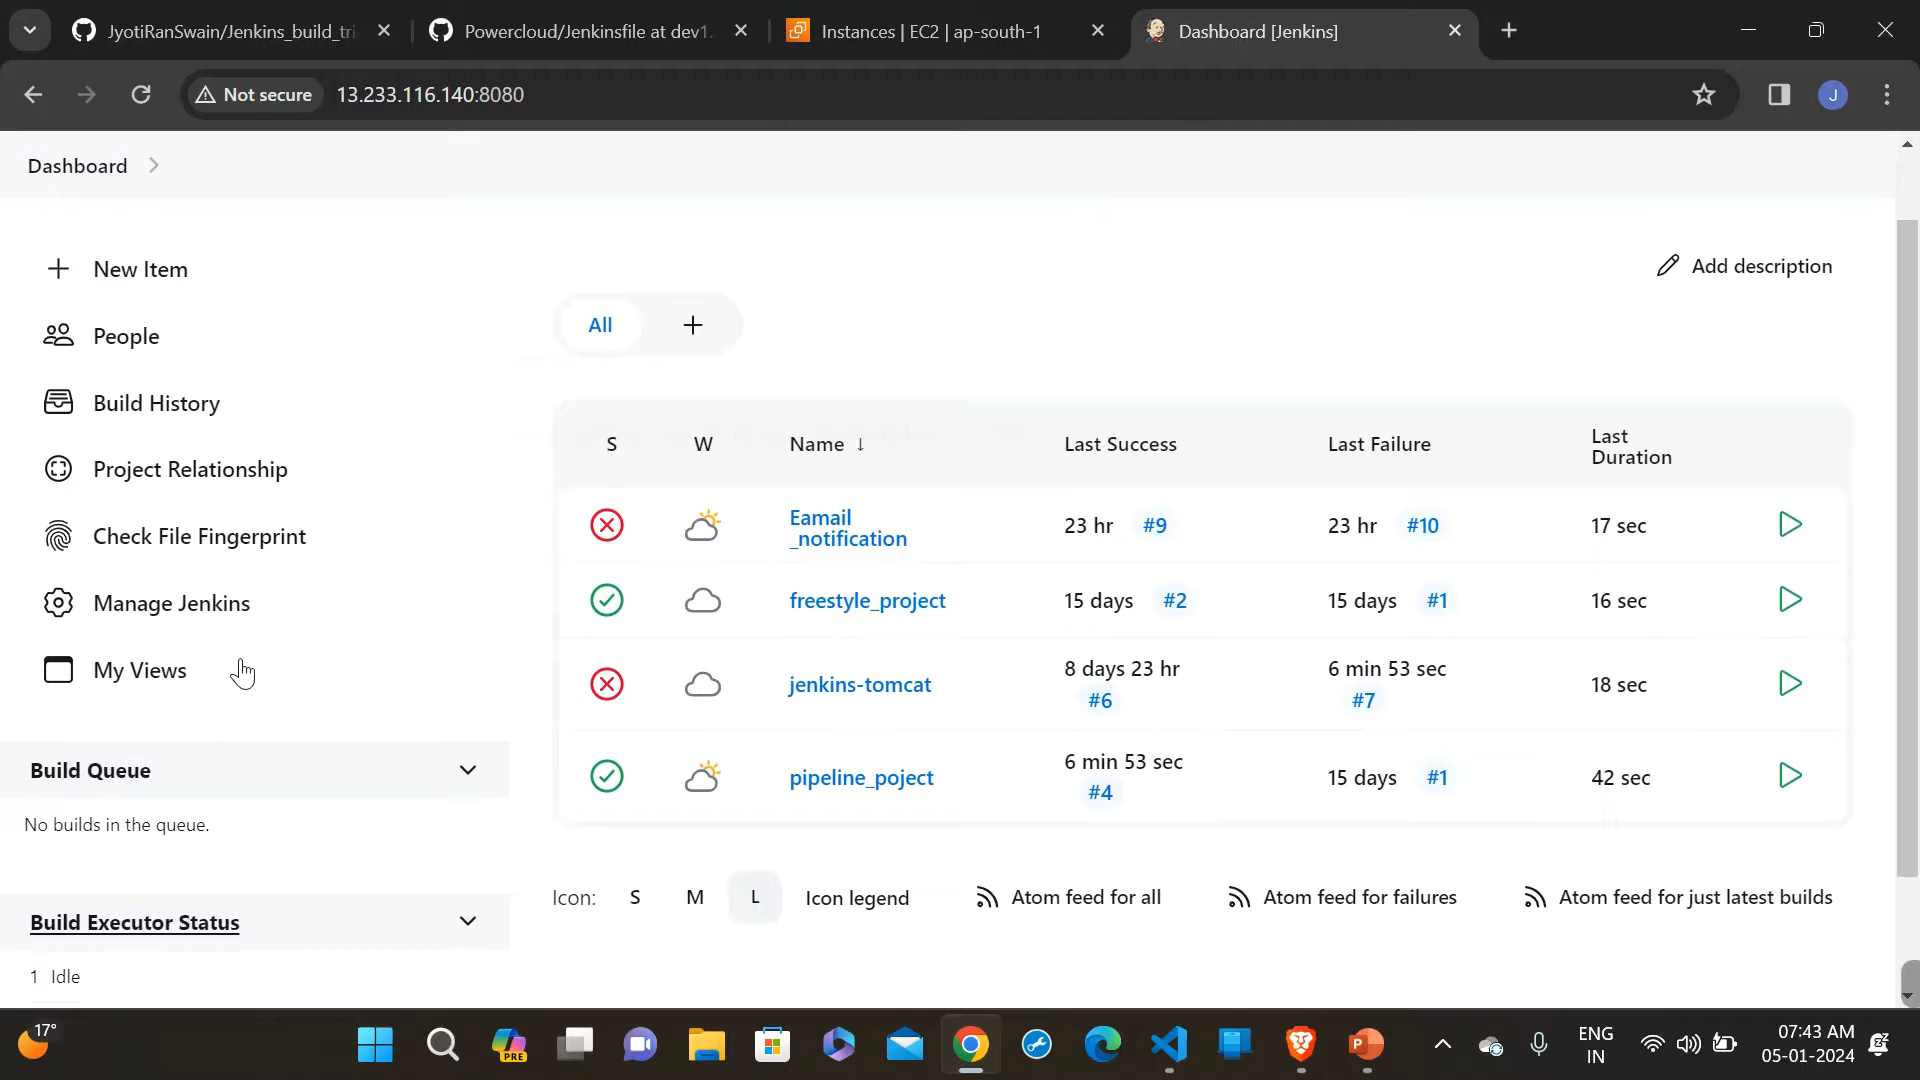 JyotiRanSwain/Jenkins_build_tri
Powercloud/Jenkinsfile at dev1.
Instances | EC2 | ap-south-1
Dashboard [Jenkins]
Not secure
13.233.116.140:8080
J
Dashboard
New Item
People
Build History
Project Relationship
Check File Fingerprint
Manage Jenkins
My Views
Build Queue
No builds in the queue.
Build Executor Status
1 Idle
Add description
All
S W Name ↓ Last Success Last Failure Last Duration
Eamail _notification 23 hr #9 23 hr #10 17 sec
freestyle_project 15 days #2 15 days #1 16 sec
jenkins-tomcat 8 days 23 hr #6 6 min 53 sec #7 18 sec
pipeline_poject 6 min 53 sec #4 15 days #1 42 sec
Icon: S M L Icon legend Atom feed for all Atom feed for failures Atom feed for just latest builds
17°
PRE
P
ENG
IN
07:43 AM
05-01-2024